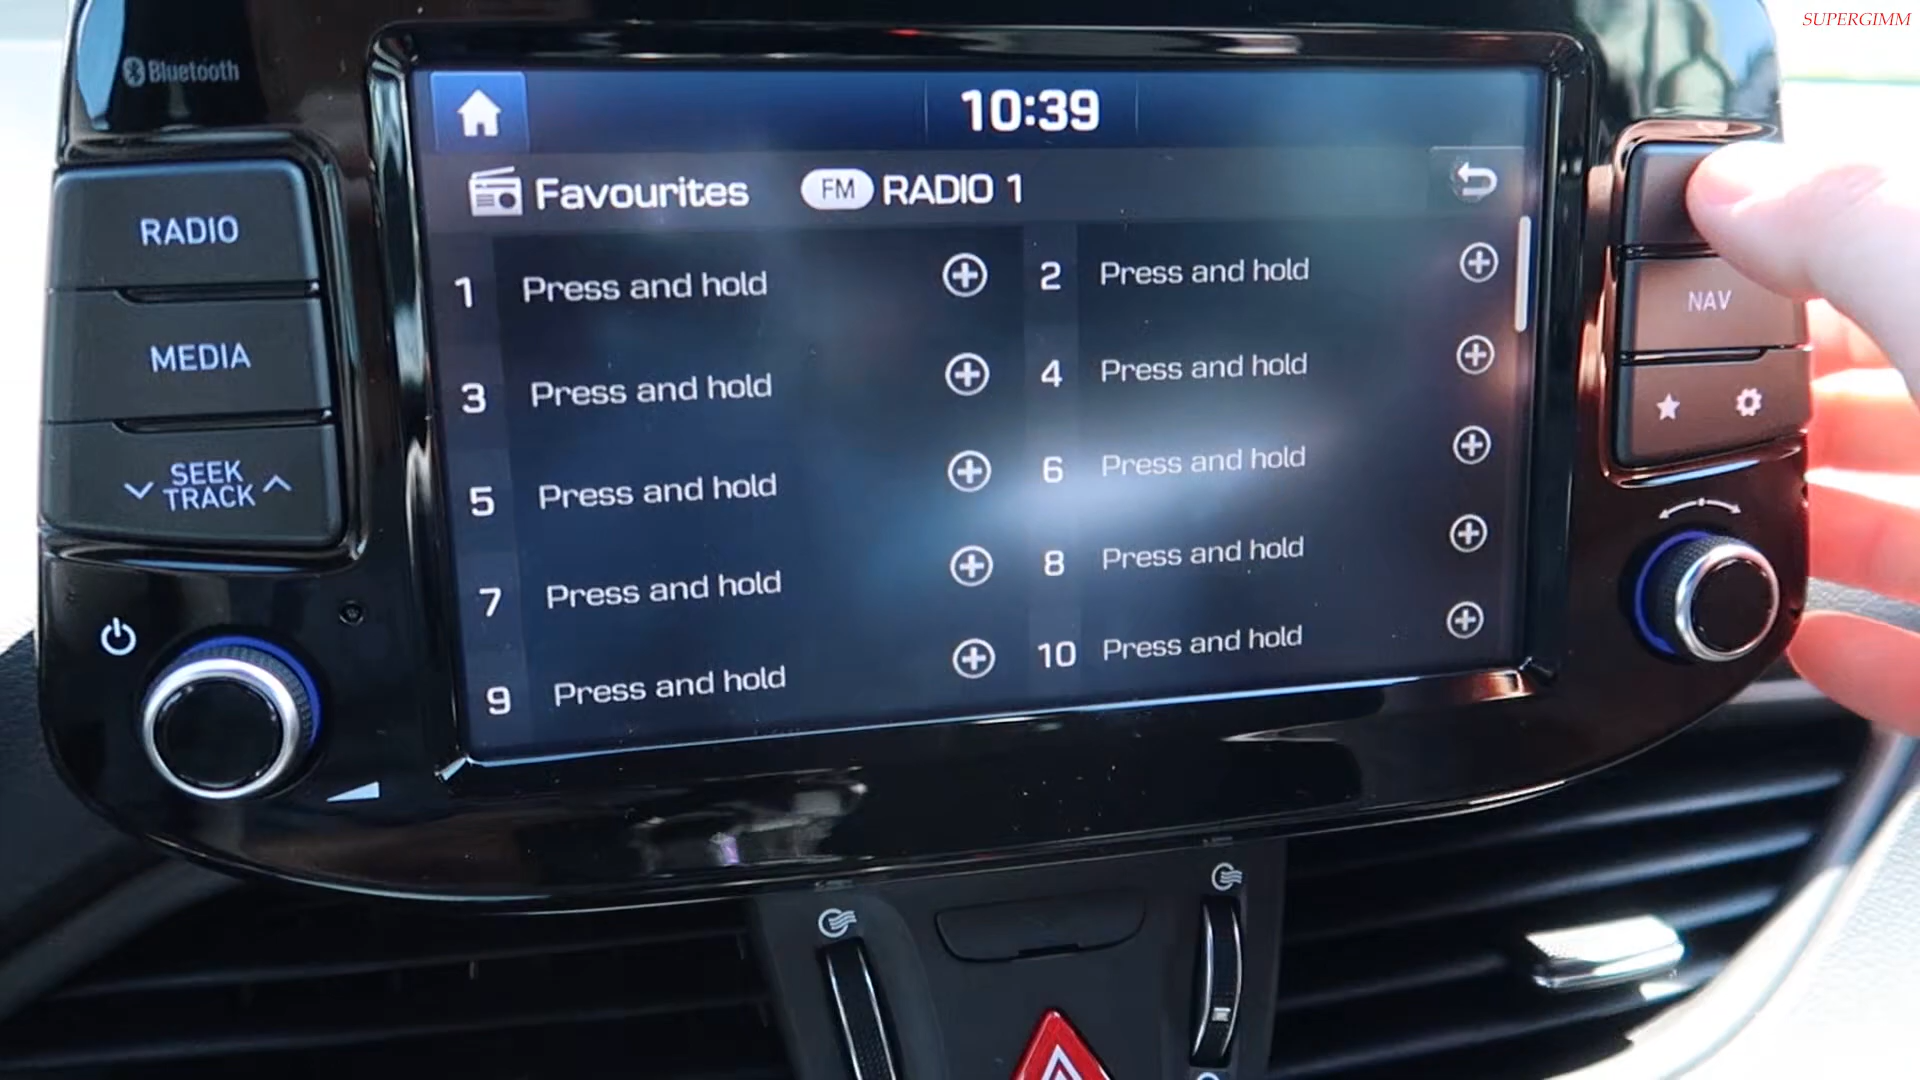 SUPERGIMM
Bluetooth
10:39
Favourites FM RADIO 1
RADIO
MEDIA
SEEK
TRACK
1 Press and hold
2 Press and hold
3 Press and hold
4 Press and hold
5 Press and hold
6 Press and hold
7 Press and hold
8 Press and hold
9 Press and hold
10 Press and hold
NAV